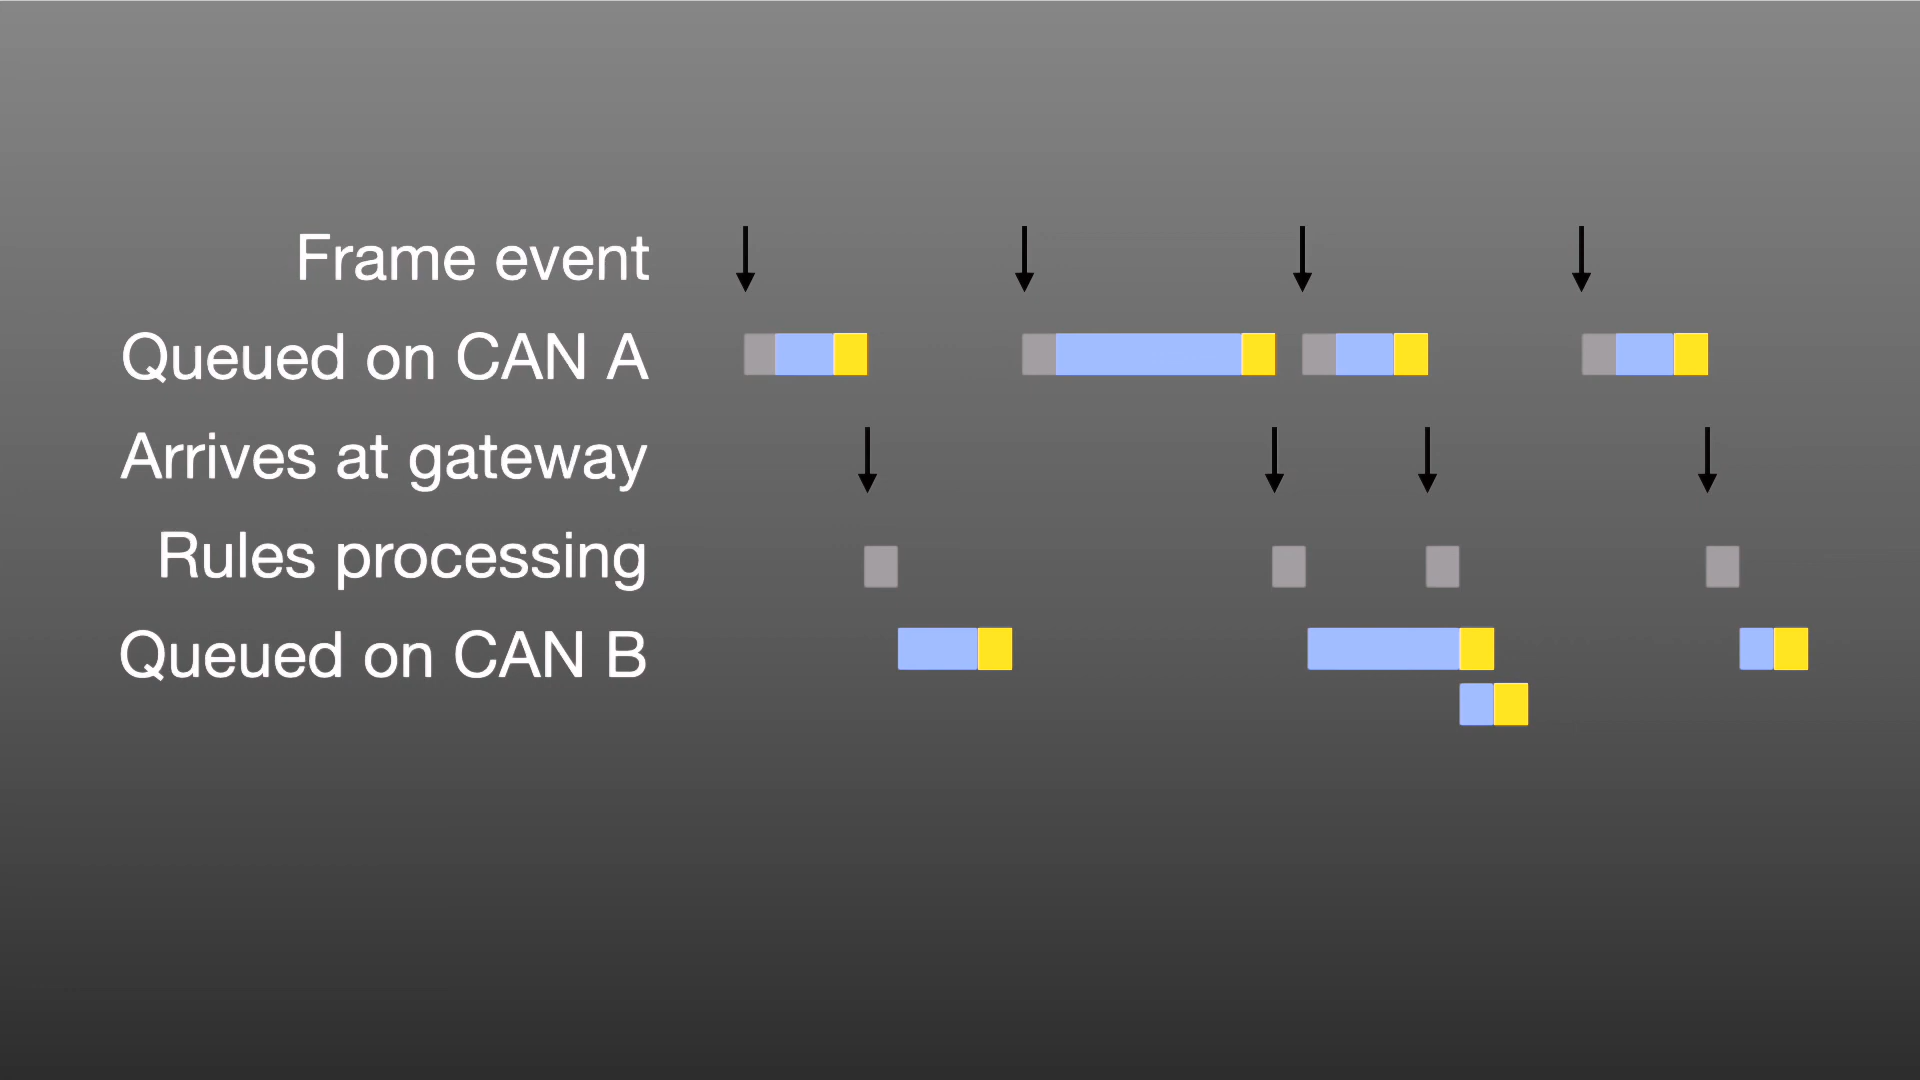 Frame event
Queued on CAN A
Arrives at gateway
Rules processing
Queued on CAN B